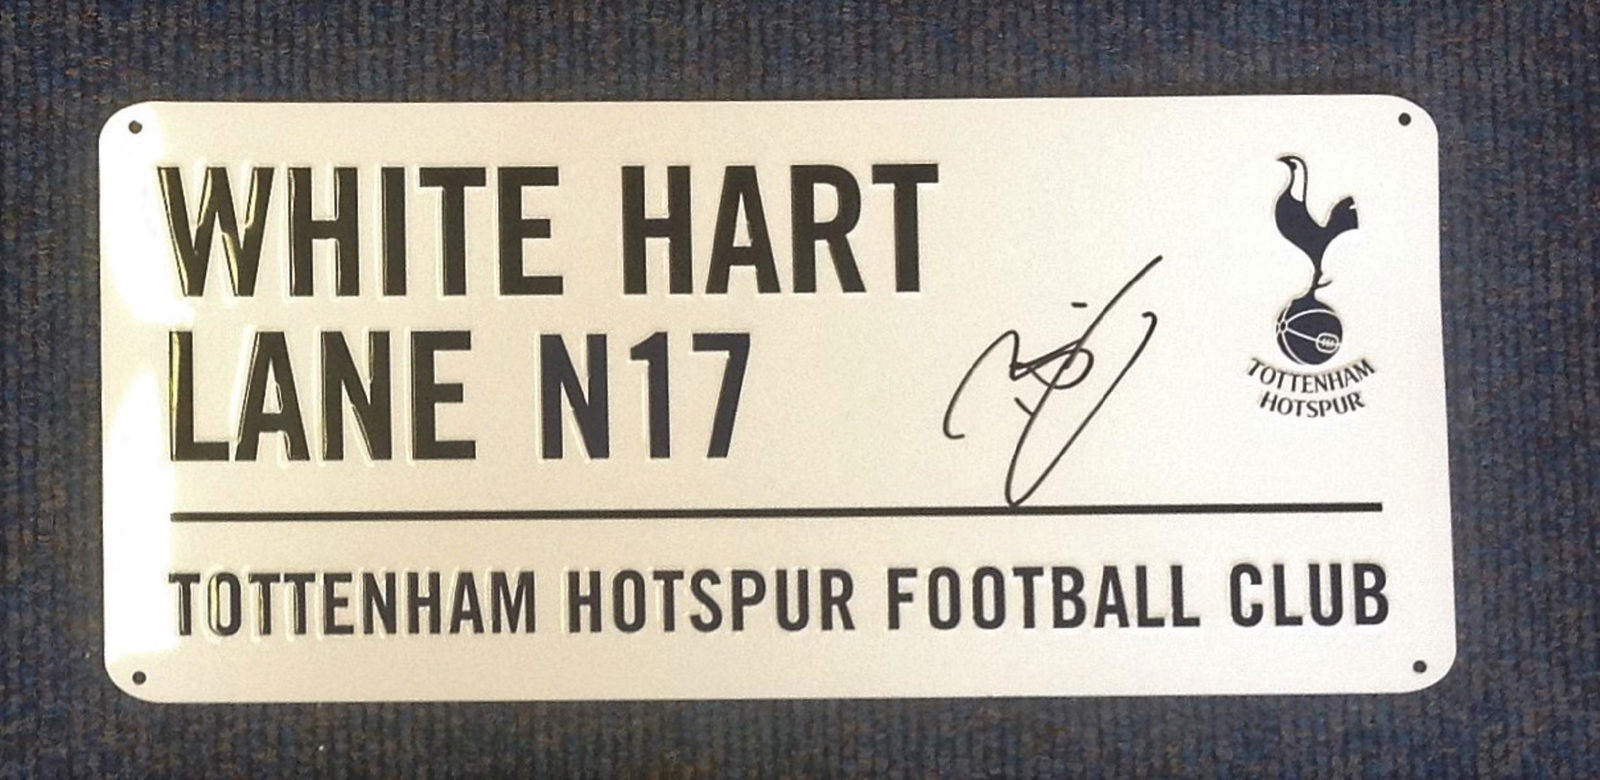 WHITE HART
LANE N17
TOTTENHAM
HOTSPUR
TOTTENHAM HOTSPUR FOOTBALL CLUB